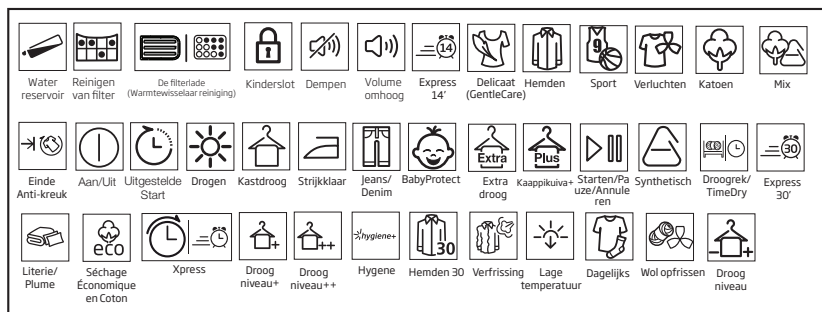 14
9
Water
reservoir
Reinigen
van filter
De filterlade
(Warmtewisselaar reiniging)
Kinderslot
Dempen
Volume
omhoog
Express
14'
Delicaat
(GentleCare)
Hemden
Sport
Verluchten
Katoen
Mix
Extra
Plus
30
Einde
Anti-kreuk
Aan/Uit
Uitgestelde
Start
Drogen
Kastdroog
Strijkklaar
Jeans/
Denim
BabyProtect
Extra
droog
Kaappikuiva+
Starten/Pa
uze/Annule
ren
Synthetisch
Droogrek/
TimeDry
Express
30'
eco
+
++
hygiene+
30
- +
Literie/
Plume
Séchage
Économique
en Coton
Xpress
Droog
niveau+
Droog
niveau++
Hygene
Hemden 30
Verfrissing
Lage
temperatuur
Dagelijks
Wol opfrissen
Droog
niveau